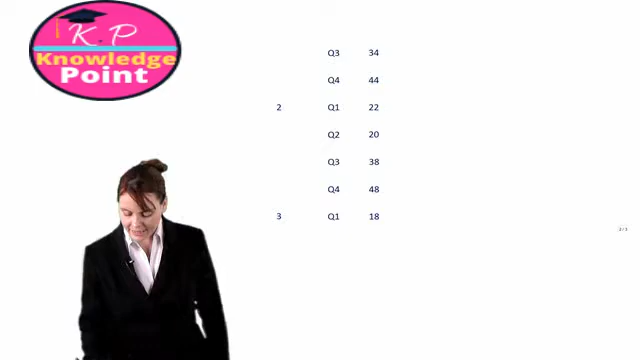 K.P
Knowledge
Point
Q3 34
Q4 44
2 Q1 22
Q2 20
Q3 38
Q4 48
3 Q1 18